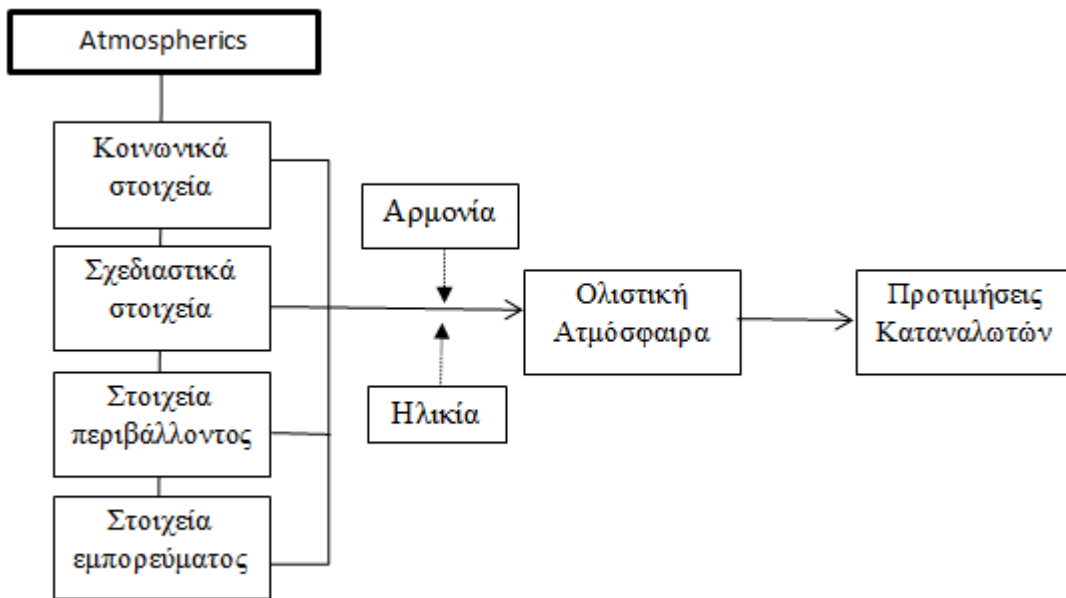 Atmospherics
Κοινωνικά
στοιχεία
Σχεδιαστικά
στοιχεία
Στοιχεία
περιβάλλοντος
Στοιχεία
εμπορεύματος
Αρμονία
Ηλικία
Ολιστική
Ατμόσφαιρα
Προτιμήσεις
Καταναλωτών